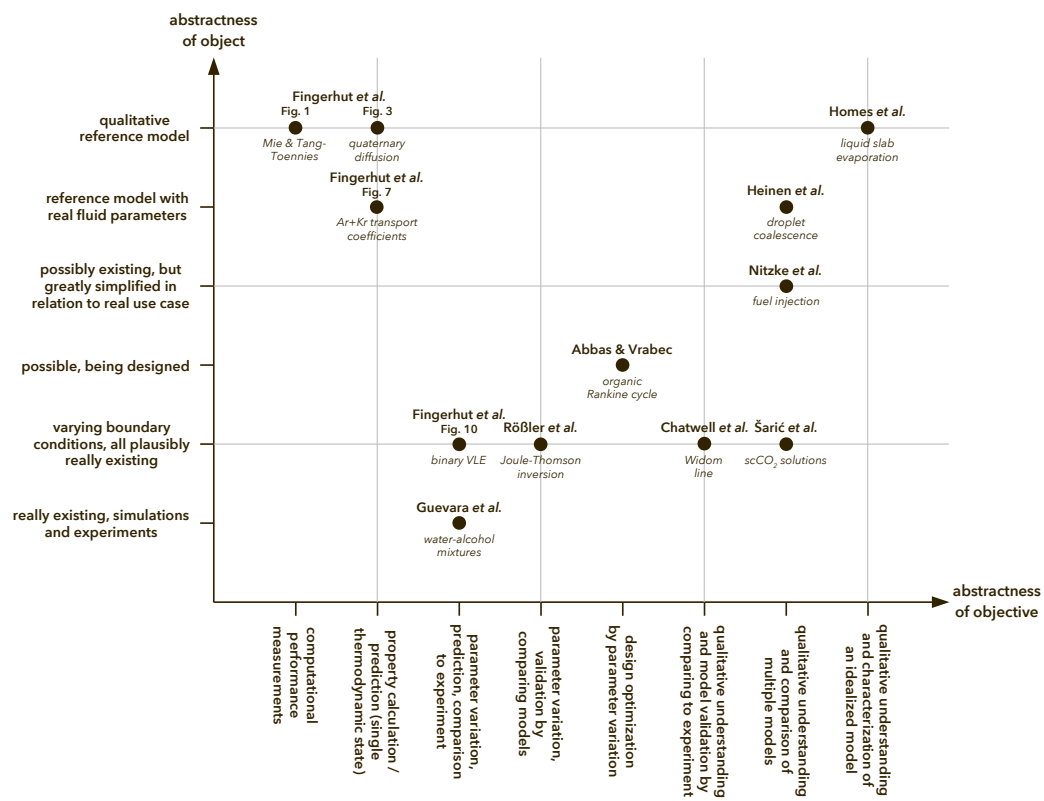 abstractness
of object
Fingerhut et al.
Fig. 1
Fig. 3
Homes et al.
qualitative
reference model
Mie & Tang-
Toennies
quaternary
diffusion
liquid slab
evaporation
Fingerhut et al.
Fig. 7
Heinen et al.
reference model with
real fluid parameters
Ar+Kr transport
coefficients
droplet
coalescence
possibly existing, but
greatly simplified in
relation to real use case
Nitzke et al.
fuel injection
Abbas & Vrabec
possible, being designed
organic
Rankine cycle
Fingerhut et al.
Fig. 10
Rößler et al.
Chatwell et al.
Šarić et al.
varying boundary
conditions, all plausibly
really existing
binary VLE
Joule-Thomson
inversion
Widom
line
scCO2 solutions
Guevara et al.
really existing, simulations
and experiments
water-alcohol
mixtures
abstractness
of objective
computational
performance
measurements
property calculation /
prediction (single
thermodynamic state)
parameter variation,
prediction, comparison
to experiment
parameter variation,
validation by
comparing models
design optimization
by parameter variation
qualitative understanding
and model validation by
comparing to experiment
qualitative understanding
and comparison of
multiple models
qualitative understanding
and characterization of
an idealized model